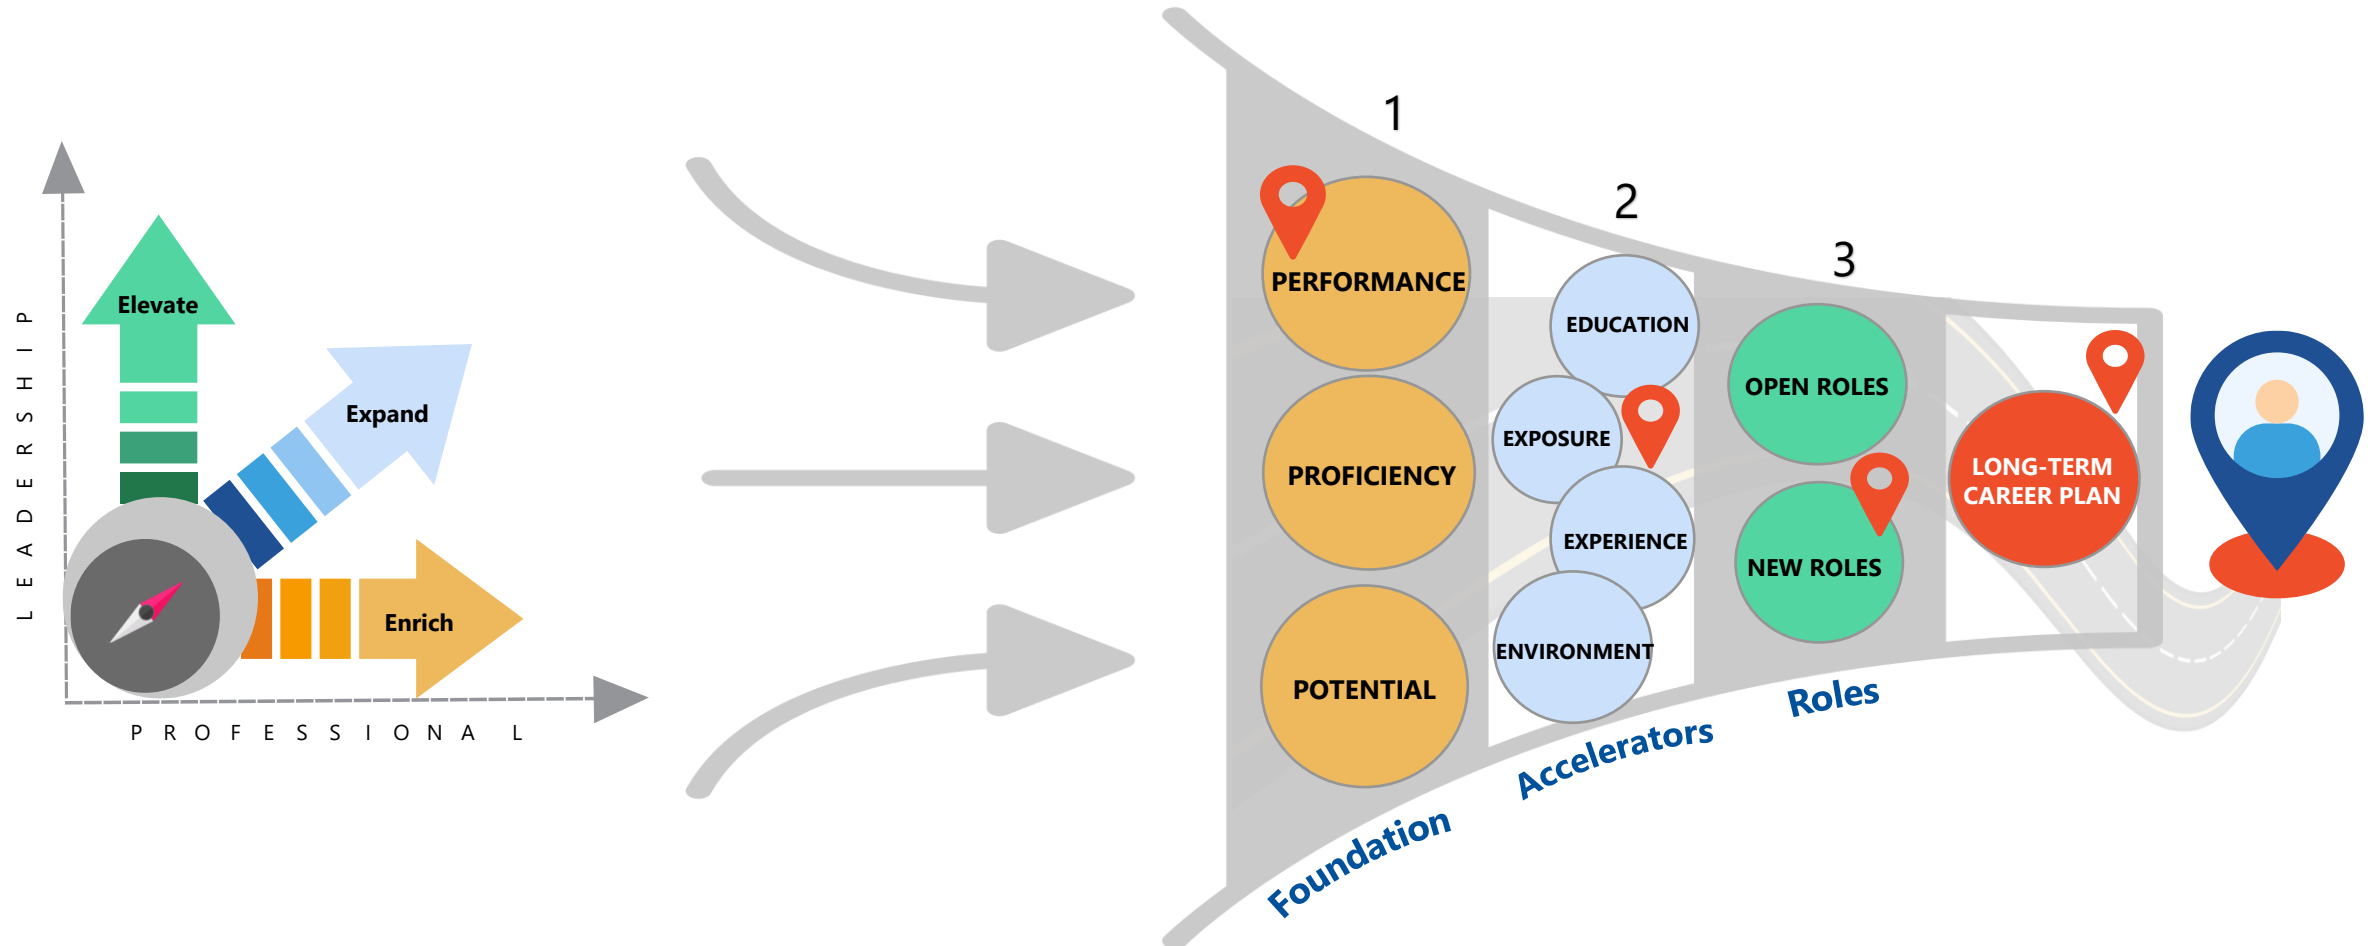 LEADERSHIP
Elevate
Expand
Enrich
PROFESSIONAL
1
PERFORMANCE
PROFICIENCY
POTENTIAL
Foundation
2
EDUCATION
EXPOSURE
EXPERIENCE
ENVIRONMENT
Accelerators
3
OPEN ROLES
NEW ROLES
Roles
LONG-TERM
CAREER PLAN